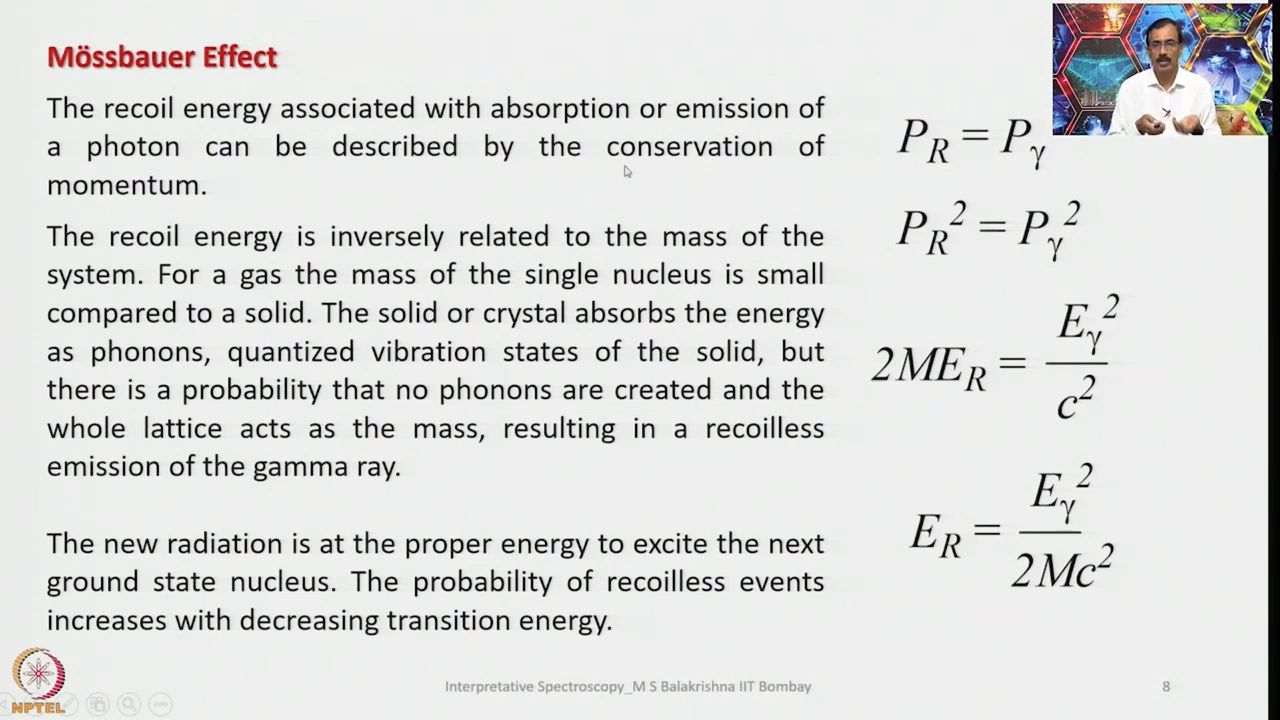 Mössbauer Effect
The recoil energy associated with absorption or emission of
a photon can be described by the conservation of
momentum.
The recoil energy is inversely related to the mass of the
system. For a gas the mass of the single nucleus is small
compared to a solid. The solid or crystal absorbs the energy
as phonons, quantized vibration states of the solid, but
there is a probability that no phonons are created and the
whole lattice acts as the mass, resulting in a recoilless
emission of the gamma ray.
The new radiation is at the proper energy to excite the next
ground state nucleus. The probability of recoilless events
increases with decreasing transition energy.
P_R = P_γ
P_R^2 = P_γ^2
2ME_R = E_γ^2 / c^2
E_R = E_γ^2 / 2Mc^2
NPTEL
Interpretative Spectroscopy_M S Balakrishna IIT Bombay
8